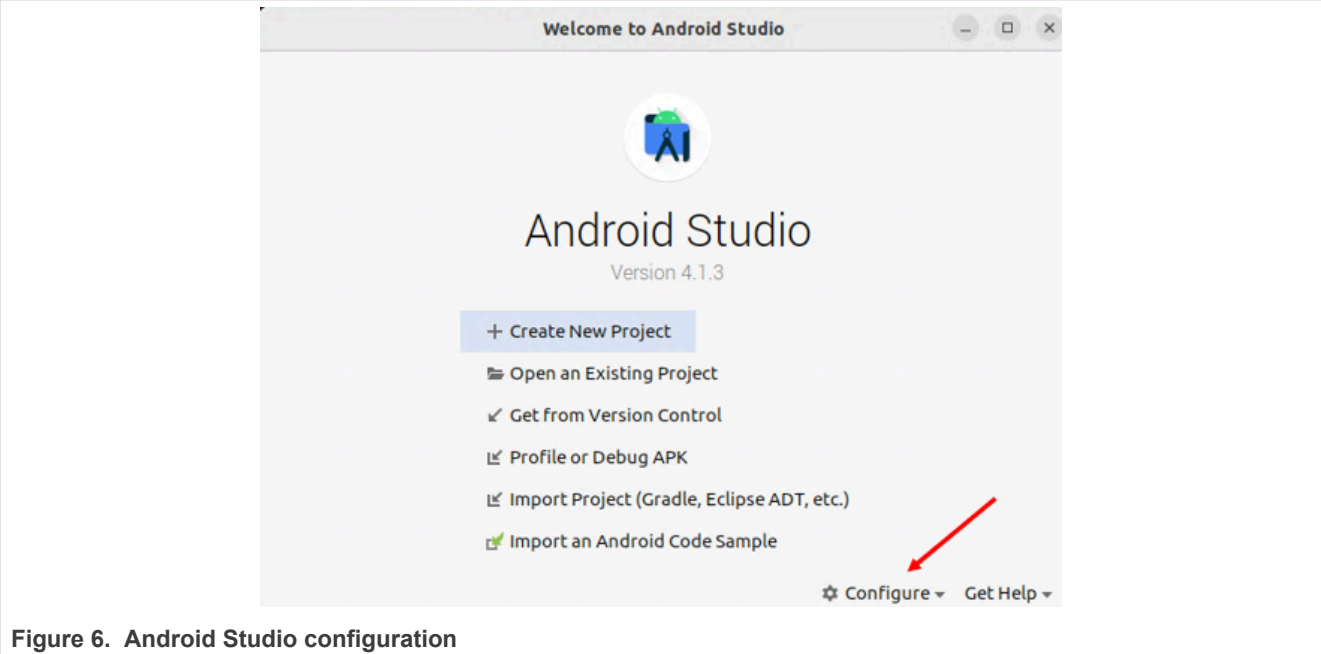 Welcome to Android Studio
Android Studio
Version 4.1.3
Create New Project
Open an Existing Project
Get from Version Control
Profile or Debug APK
Import Project (Gradle, Eclipse ADT, etc.)
Import an Android Code Sample
Configure Get Help
Figure 6. Android Studio configuration